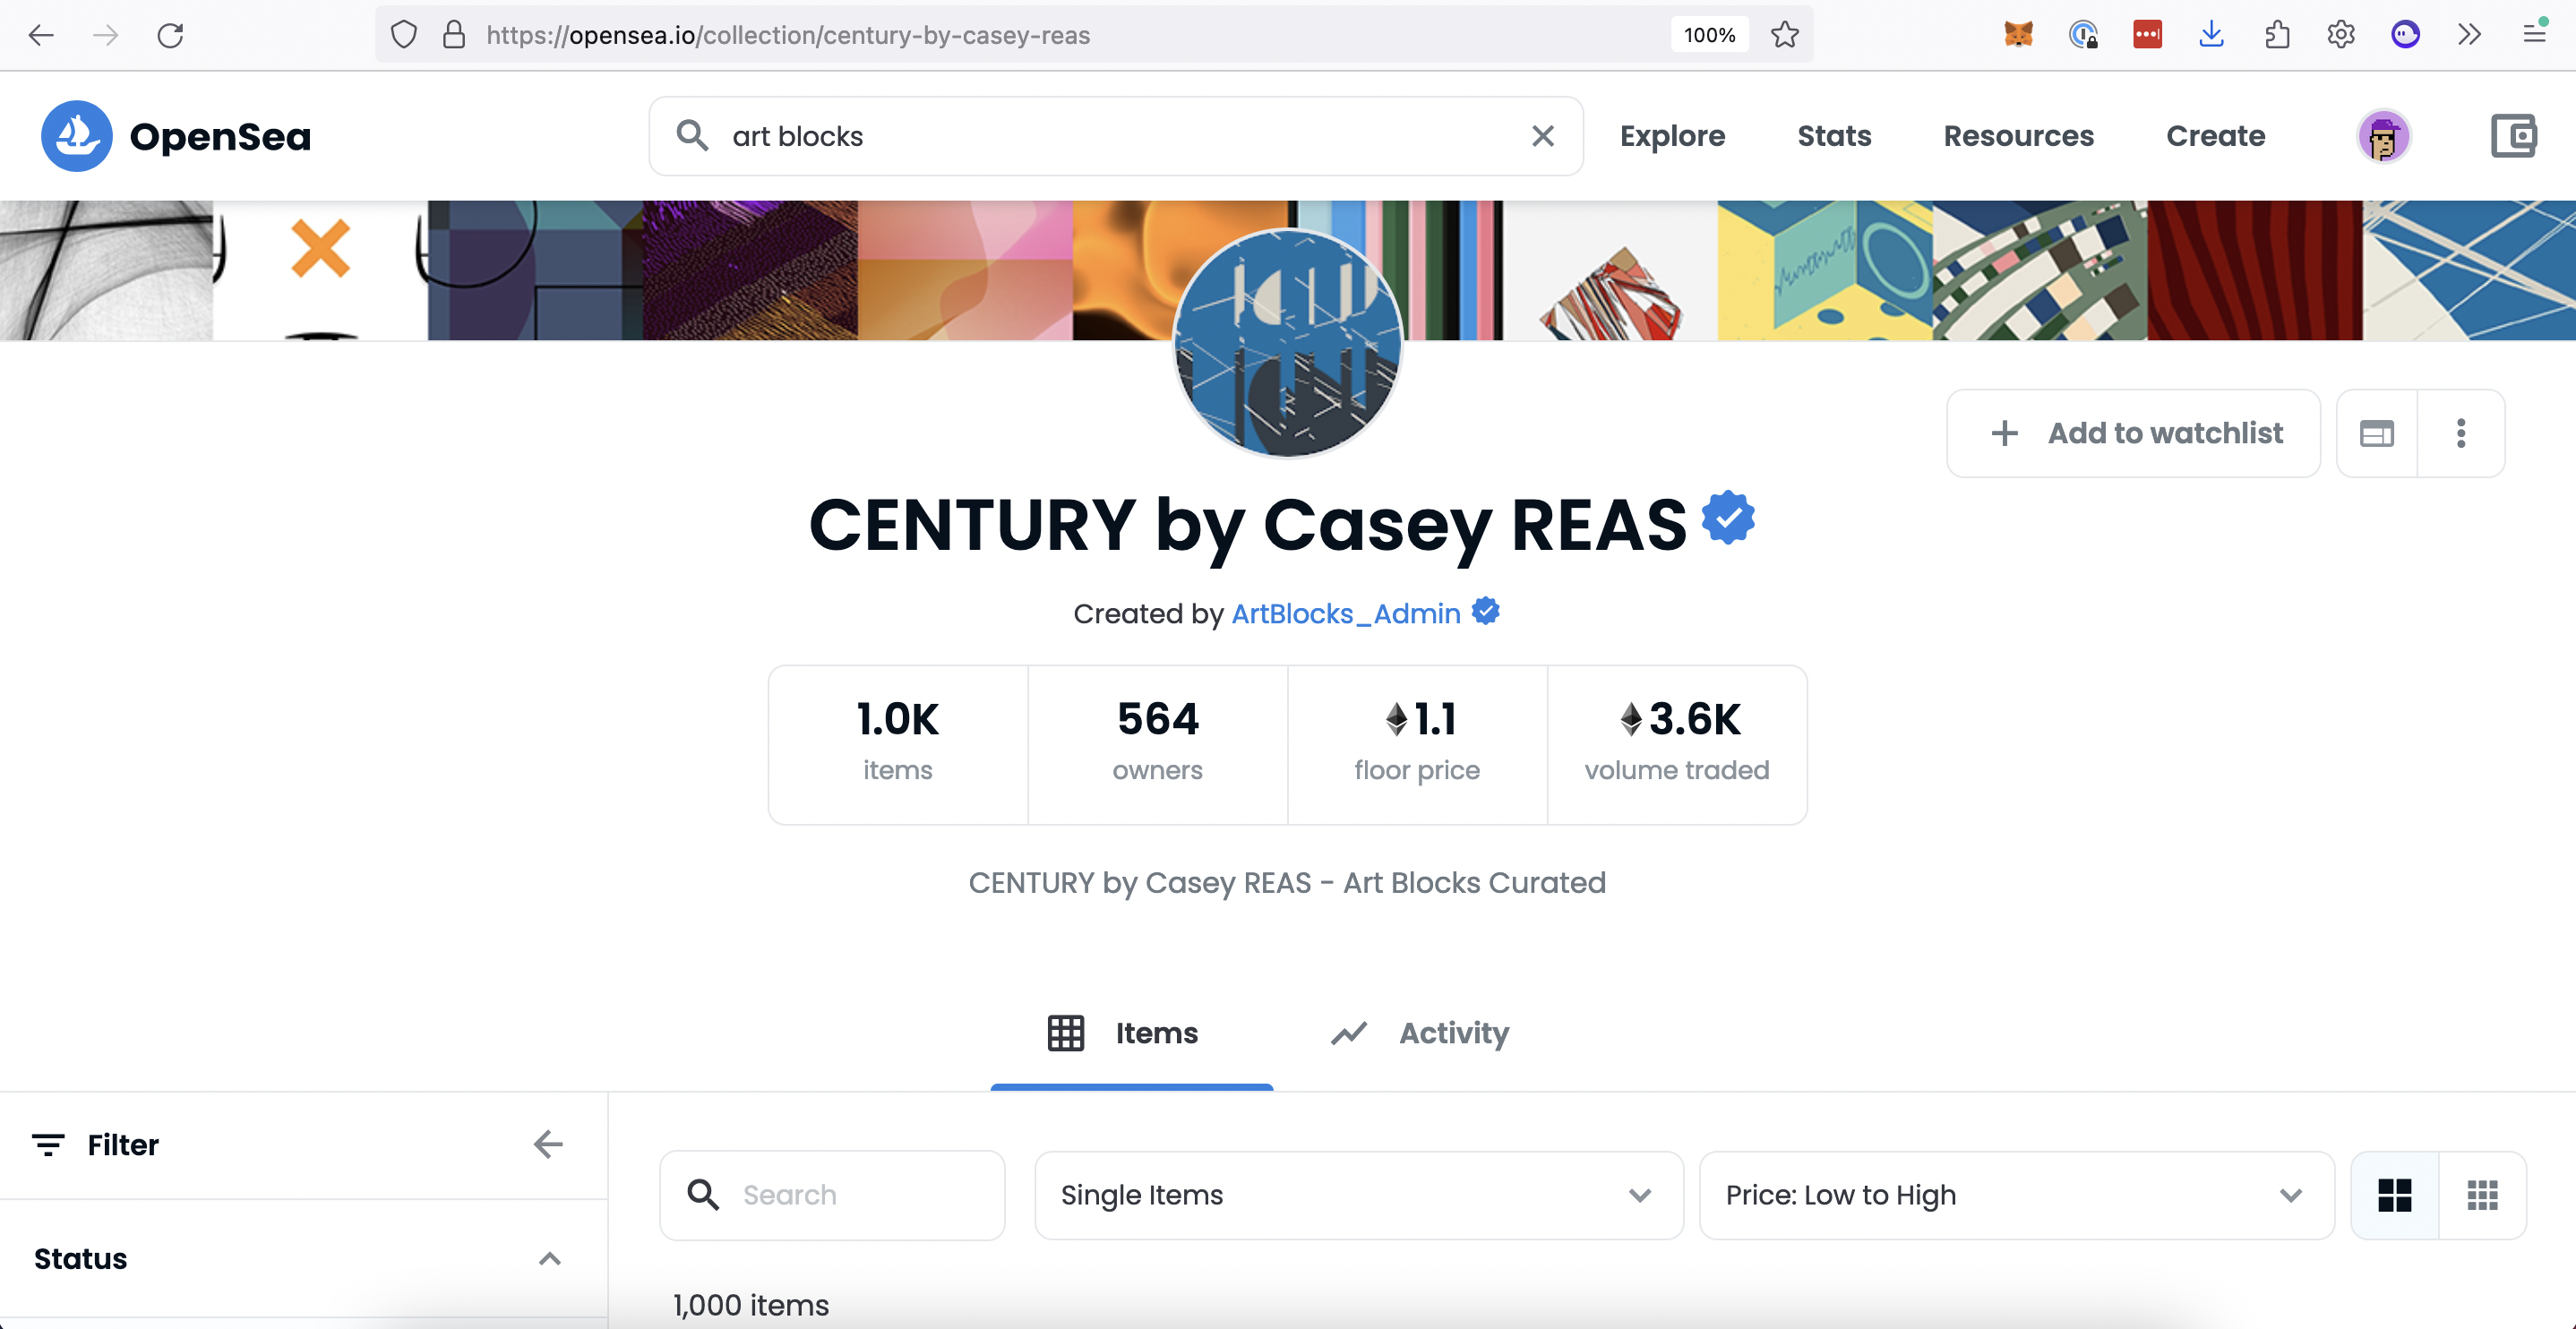 https://opensea.io/collection/century-by-casey-reas
100%
OpenSea
art blocks
Explore
Stats
Resources
Create
Add to watchlist
CENTURY by Casey REAS
Created by ArtBlocks_Admin
1.0K
items
564
owners
1.1
floor price
3.6K
volume traded
CENTURY by Casey REAS - Art Blocks Curated
Items
Activity
Filter
Search
Single Items
Price: Low to High
Status
1,000 items